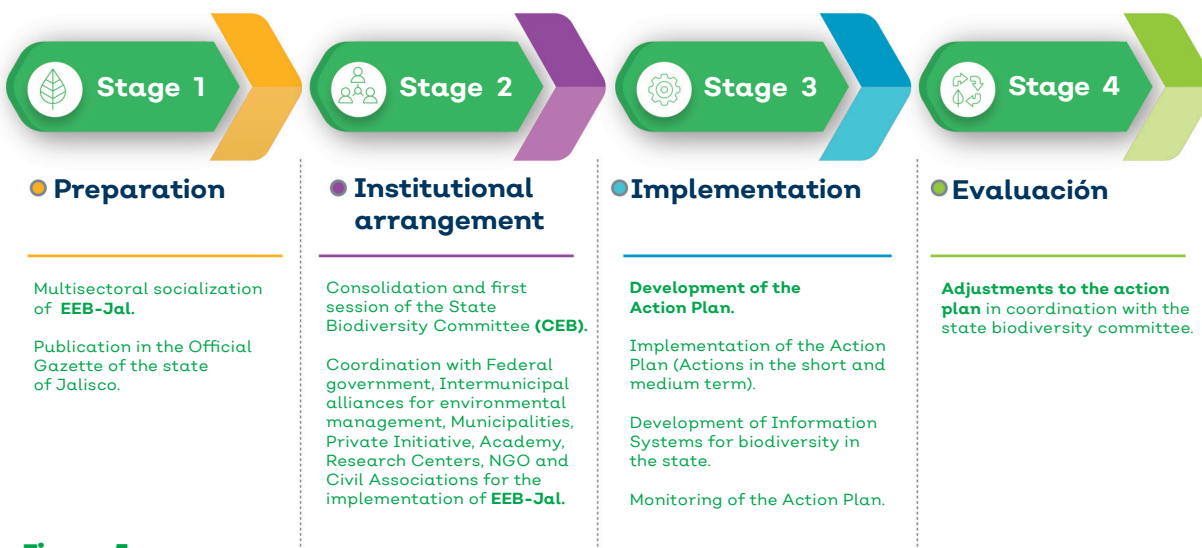 Stage 1
Preparation
Multisectoral socialization
of EEB-Jal.
Publication in the Official
Gazette of the state
of Jalisco.
Stage 2
Institutional
arrangement
Consolidation and first
session of the State
Biodiversity Committee (CEB).
Coordination with Federal
government, Intermunicipal
alliances for environmental
management, Municipalities,
Private Initiative, Academy,
Research Centers, NGO and
Civil Associations for the
implementation of EEB-Jal.
Stage 3
Implementation
Development of the
Action Plan.
Implementation of the Action
Plan (Actions in the short and
medium term).
Development of Information
Systems for biodiversity in
the state.
Monitoring of the Action Plan.
Stage 4
Evaluación
Adjustments to the action
plan in coordination with the
state biodiversity committee.